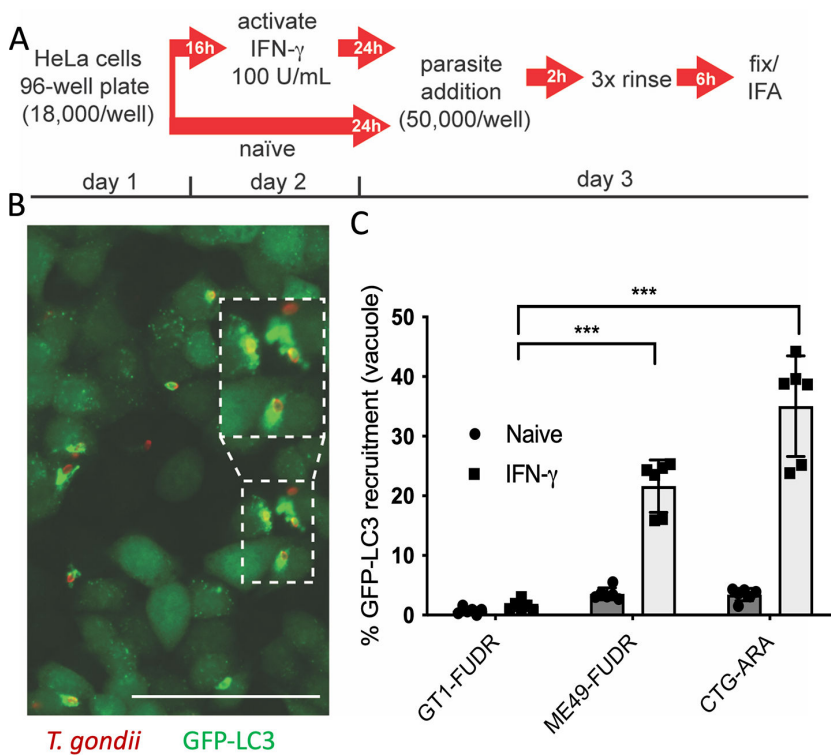 A
HeLa cells
96-well plate
(18,000/well)
16h
activate
IFN-γ
100 U/mL
24h
24h
naïve
parasite
addition
(50,000/well)
2h
3x rinse
6h
fix/
IFA
day 1
day 2
day 3
B
T. gondii
GFP-LC3
C
% GFP-LC3 recruitment (vacuole)
50
40
30
20
10
0
***
***
Naive
IFN-γ
GT1-FUDR
ME49-FUDR
CTG-ARA